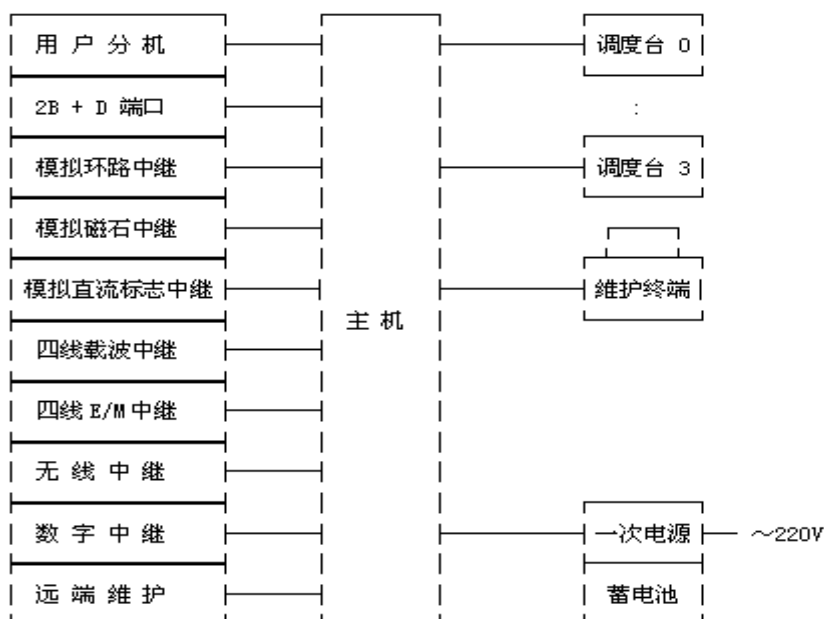 用 户 分 机
调度台 0
2B + D 端口
:
模拟环路中继
调度台 3
模拟磁石中继
模拟直流标志中继
维护终端
主 机
四线载波中继
四线 E/M 中继
无 线 中 继
数 字 中 继
一次电源
～220V
远 端 维 护
蓄电池